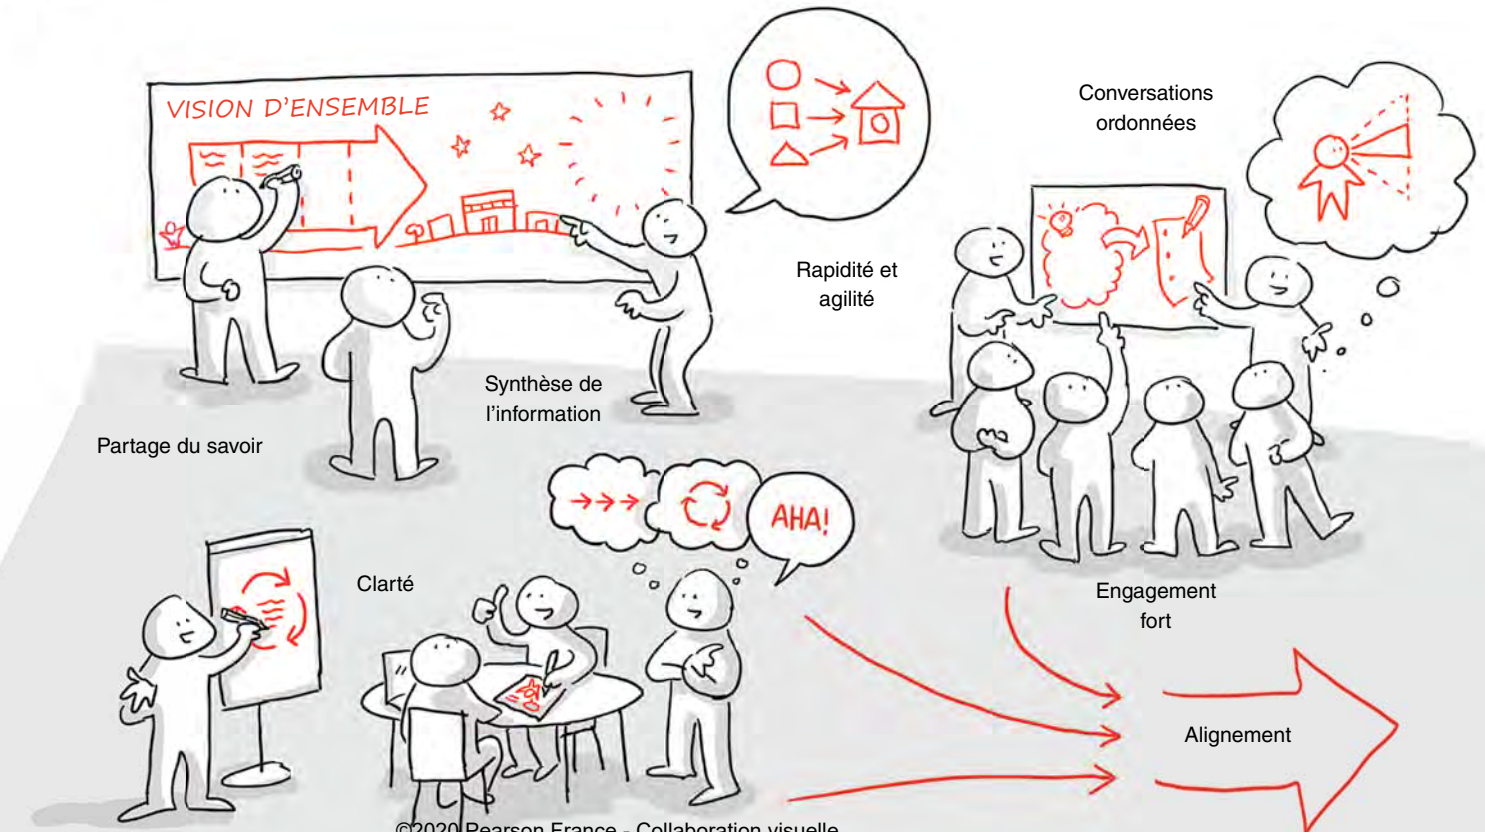 VISION D'ENSEMBLE
Conversations
ordonnées
Rapidité et
agilité
Synthèse de
l'information
Partage du savoir
AHA!
Clarté
Engagement
fort
Alignement
©2020 Pearson France - Collaboration visuelle